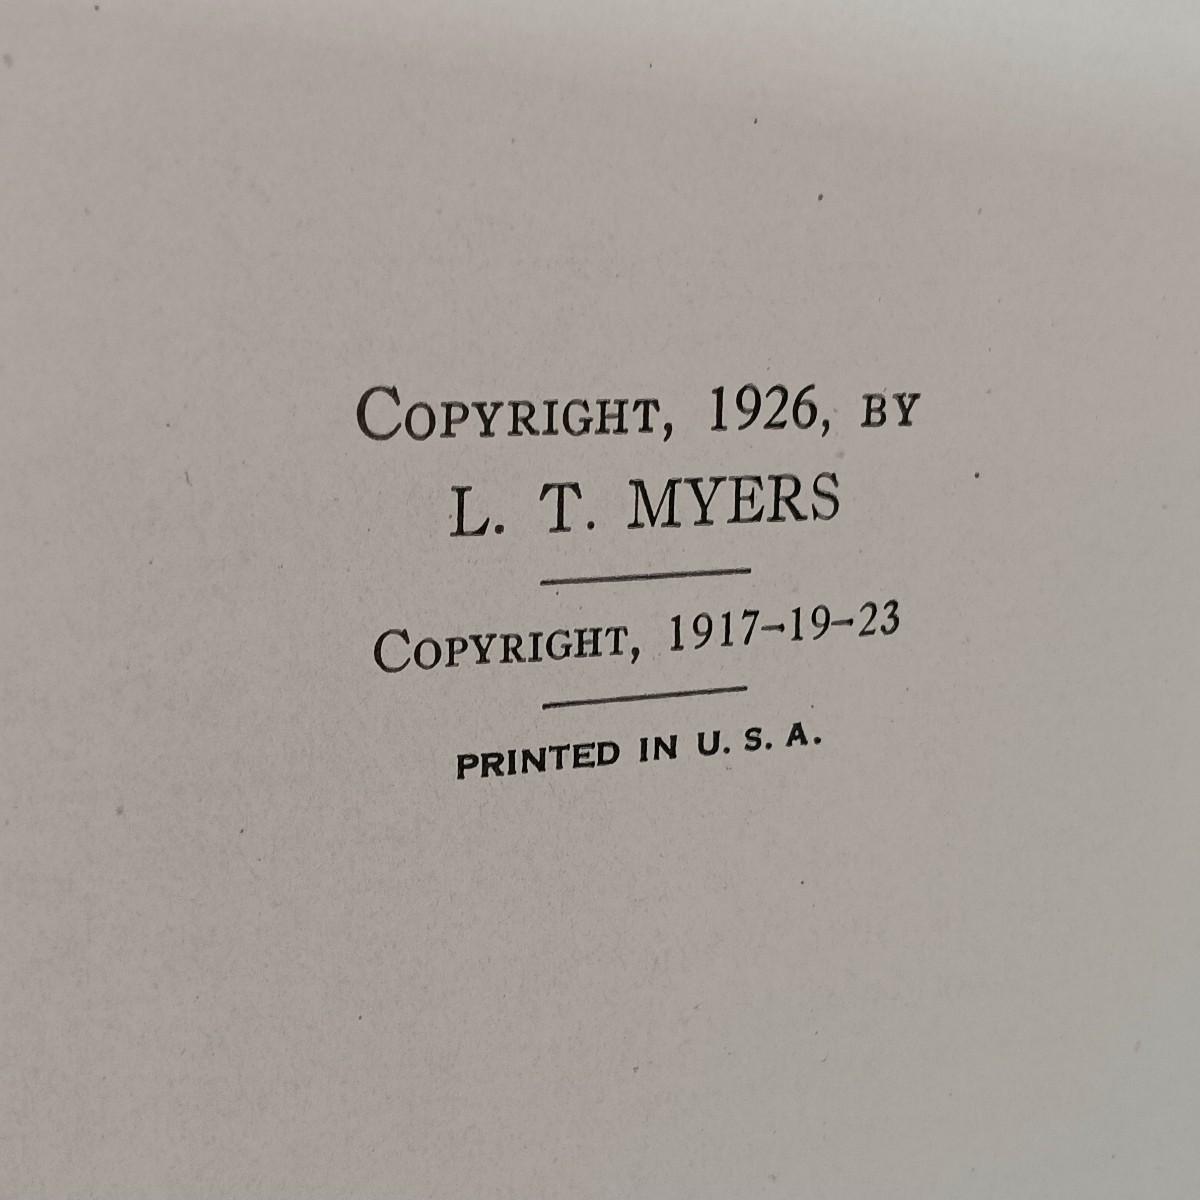 COPYRIGHT, 1926, BY
L. T. MYERS
COPYRIGHT, 1917-19-23
PRINTED IN U. S. A.